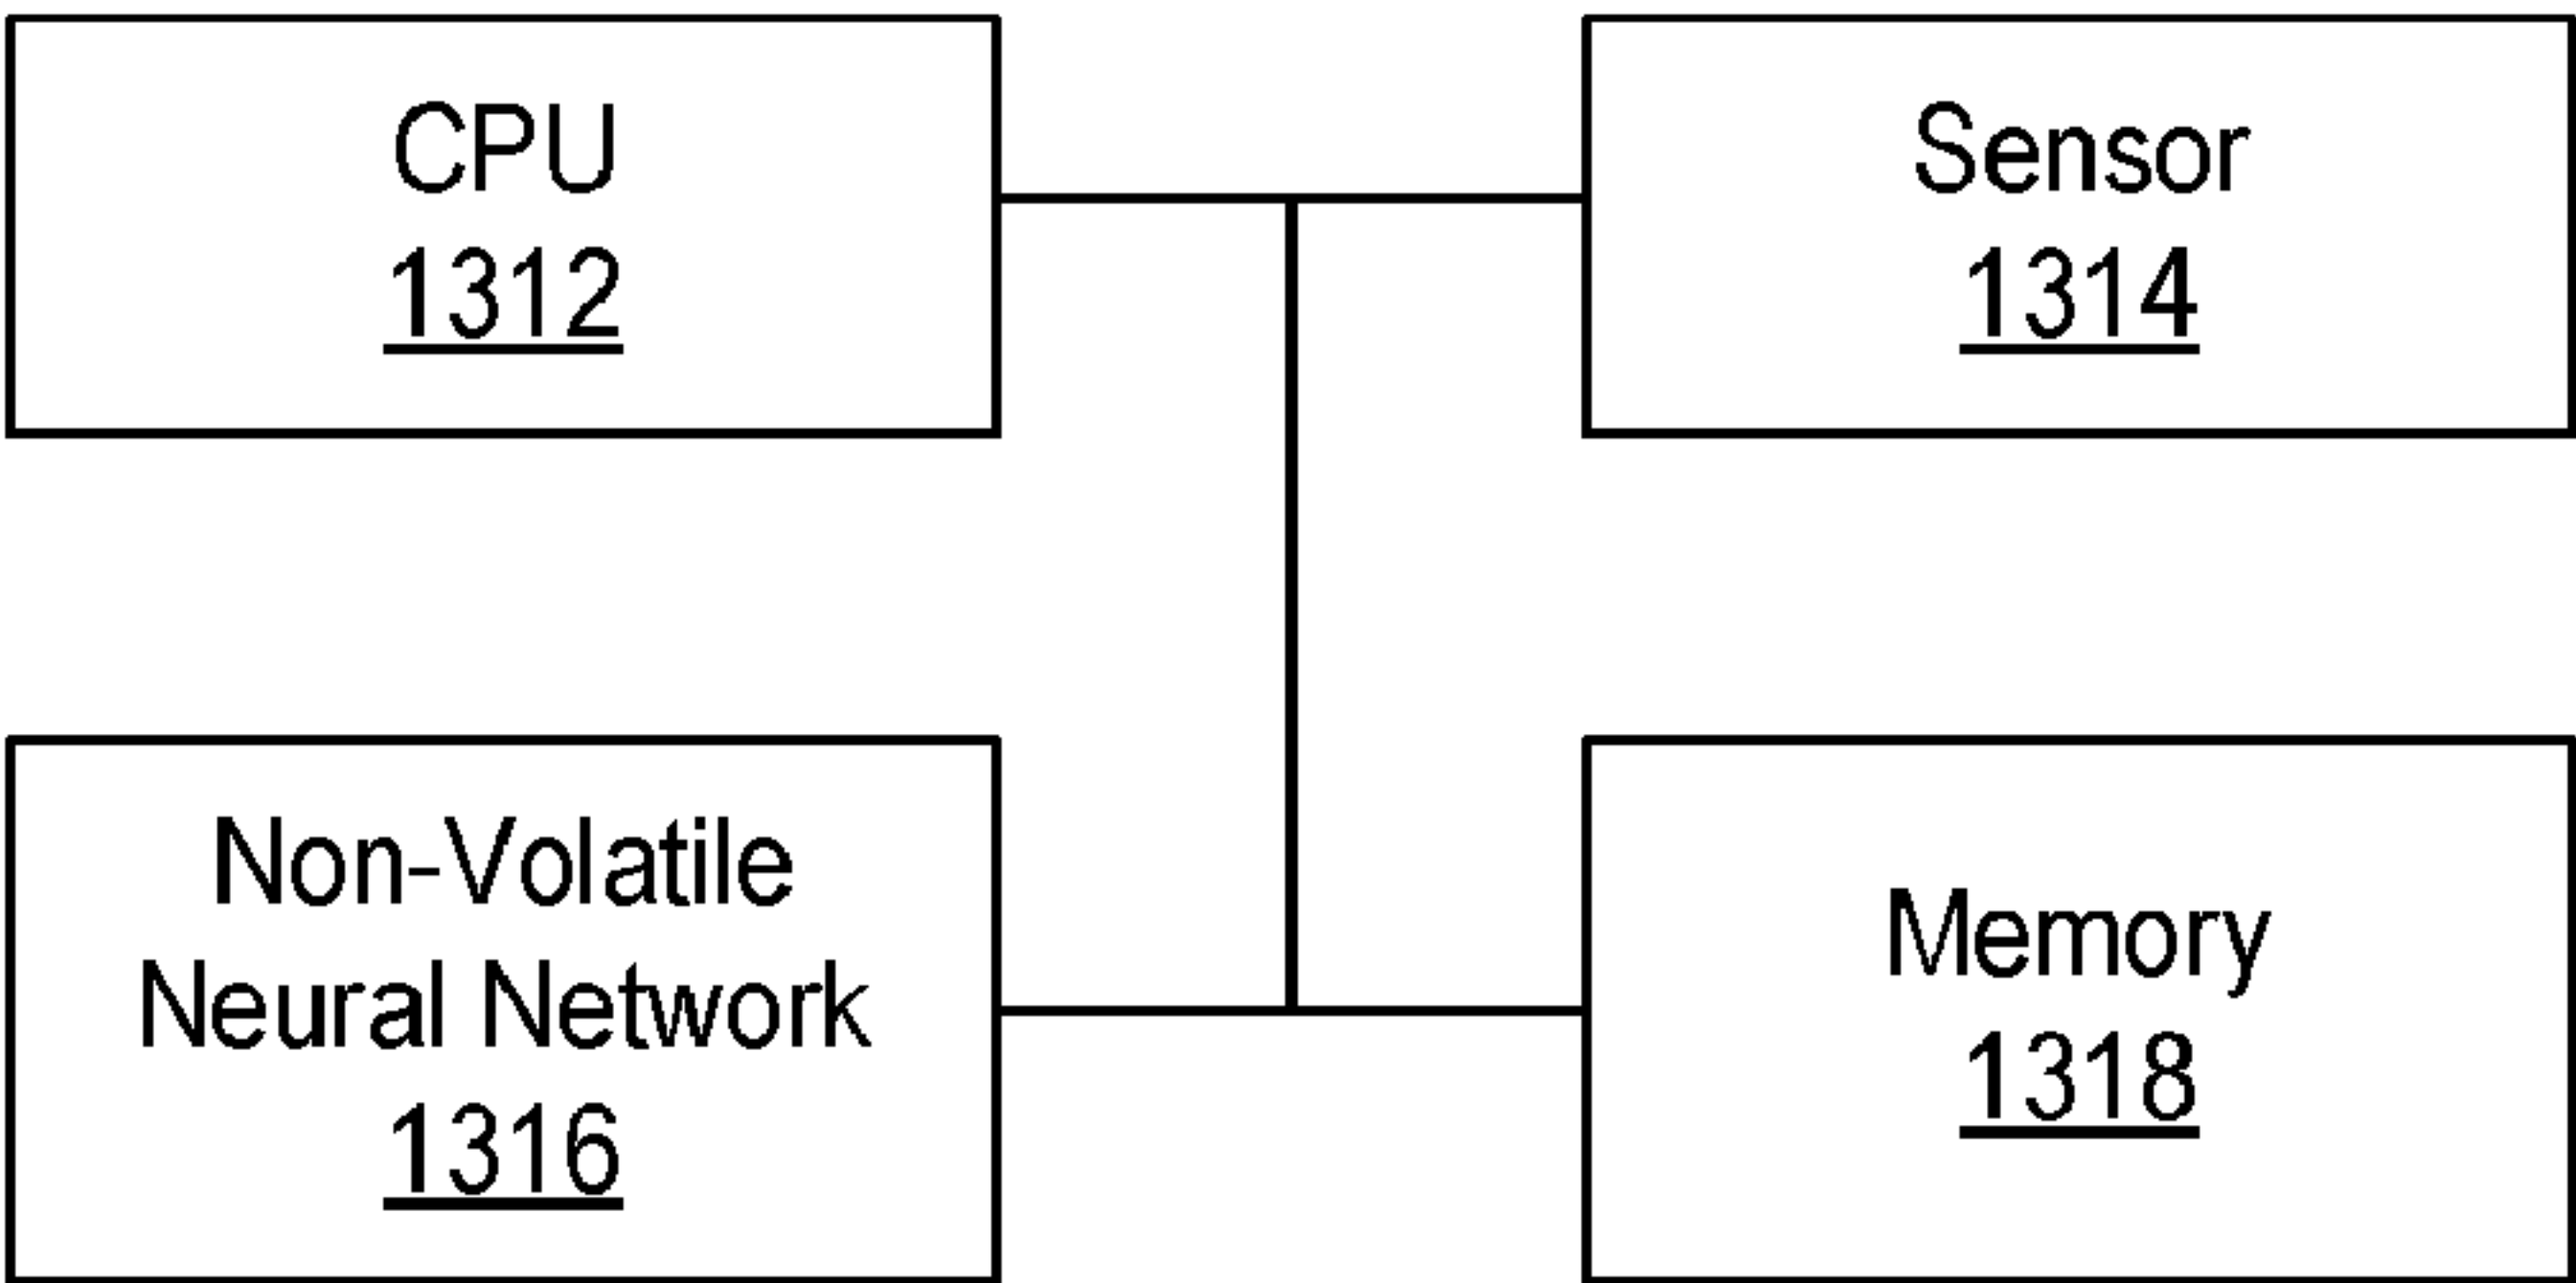 CPU
1312
Sensor
1314
Non-Volatile
Neural Network
1316
Memory
1318